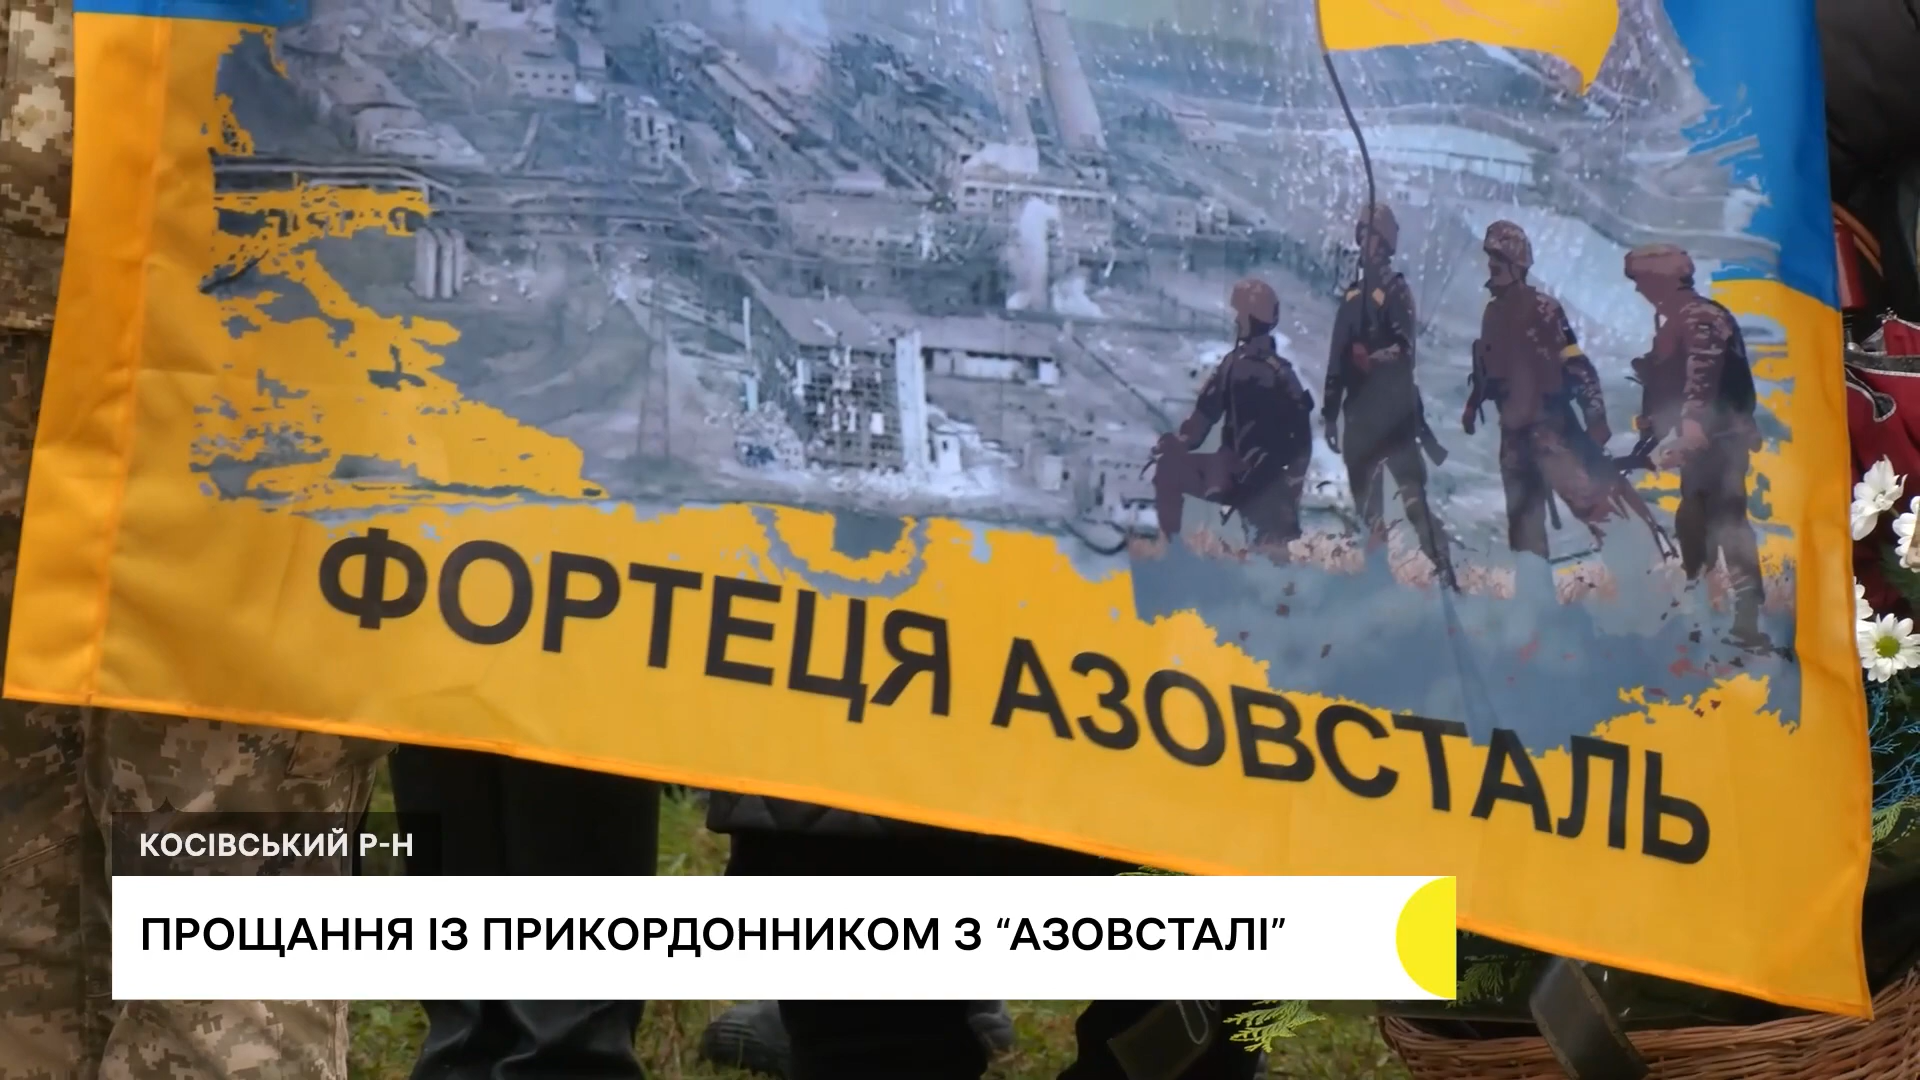 ФОРТЕЦЯ АЗОВСТАЛЬ
КОСІВСЬКИЙ Р-Н
ПРОЩАННЯ ІЗ ПРИКОРДОННИКОМ З “АЗОВСТАЛІ”